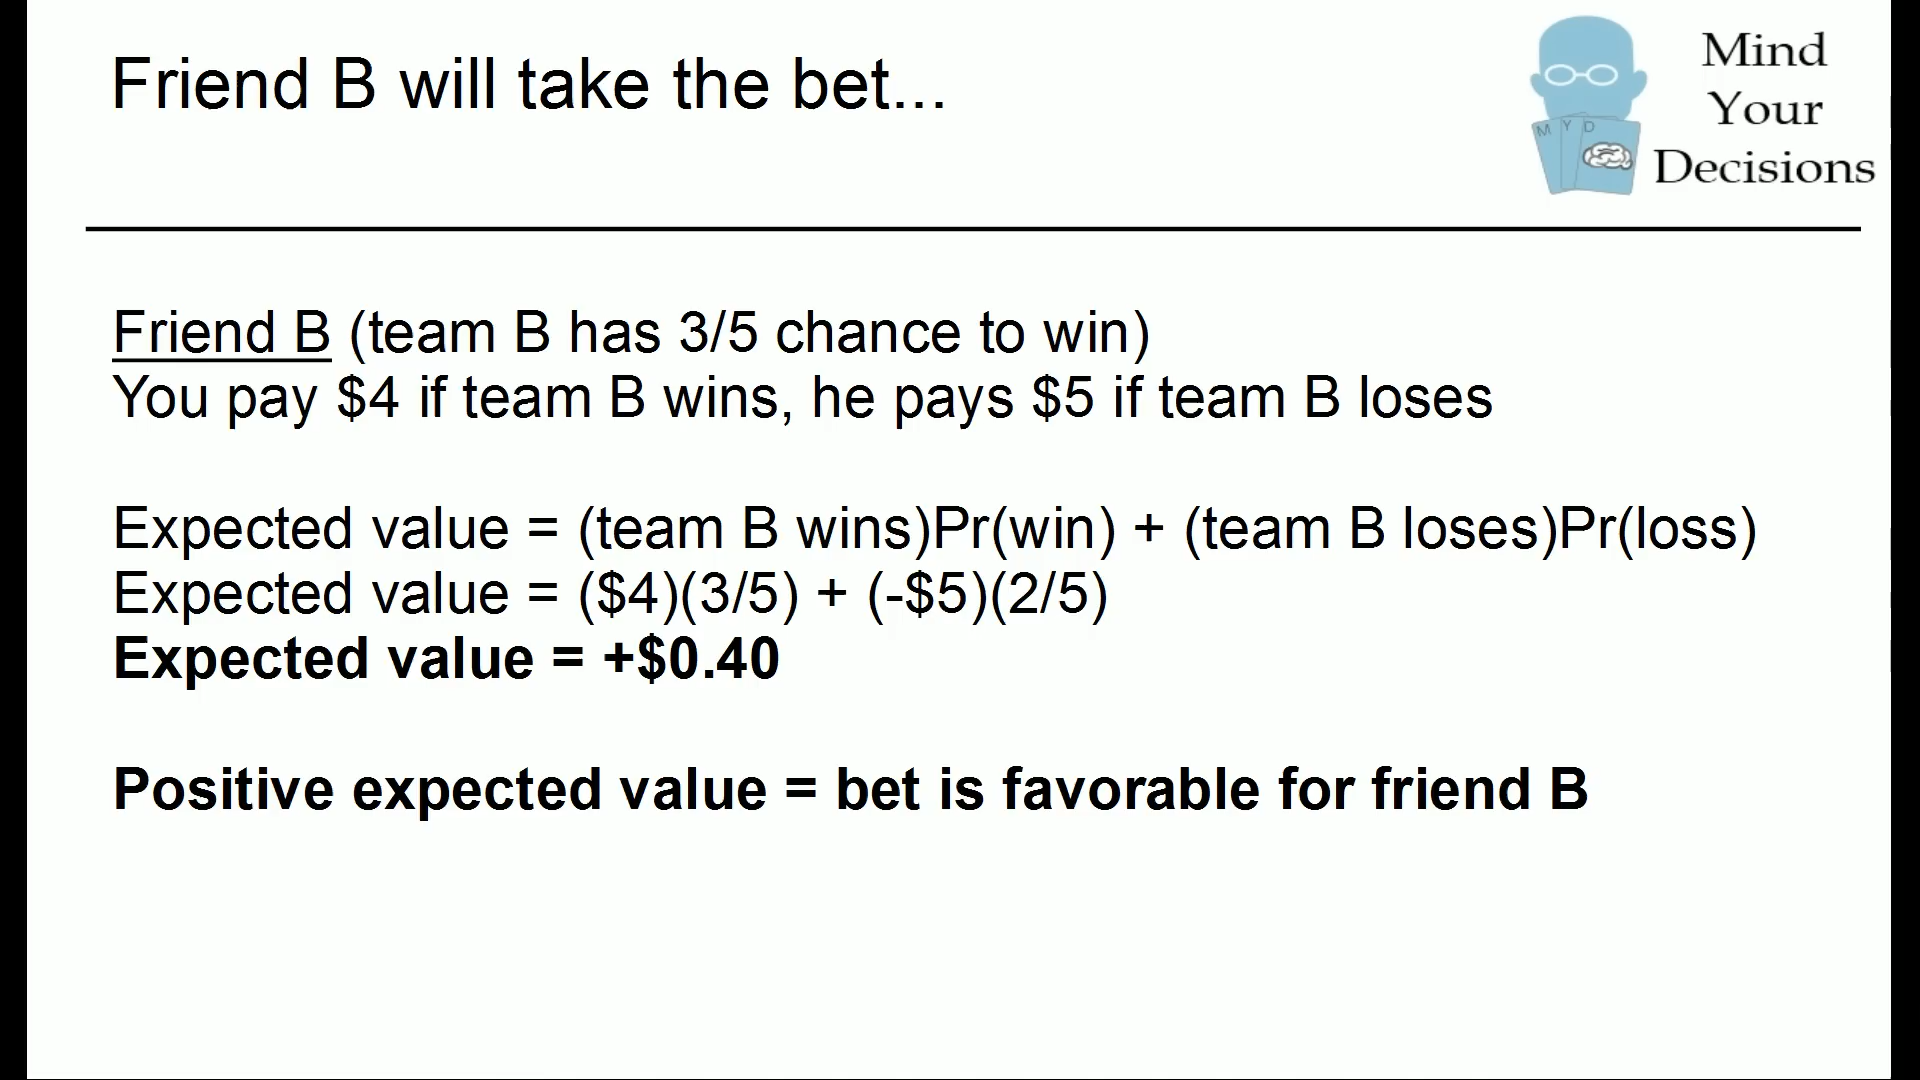 Friend B will take the bet...
Mind
Your
Decisions
M Y D
Friend B (team B has 3/5 chance to win)
You pay $4 if team B wins, he pays $5 if team B loses
Expected value = (team B wins)Pr(win) + (team B loses)Pr(loss)
Expected value = ($4)(3/5) + (-$5)(2/5)
Expected value = +$0.40
Positive expected value = bet is favorable for friend B